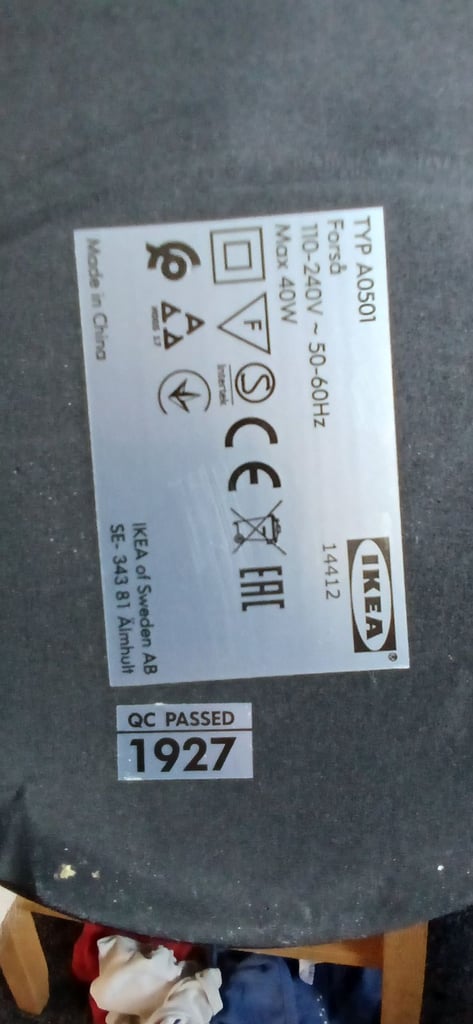 TYP A0501
Forså
110-240V ~ 50-60Hz
Max 40W
IKEA®
14412
F
S
Intertek
CE
EAC
Made in China
IKEA of Sweden AB
SE- 343 81 Älmhult
QC PASSED
1927